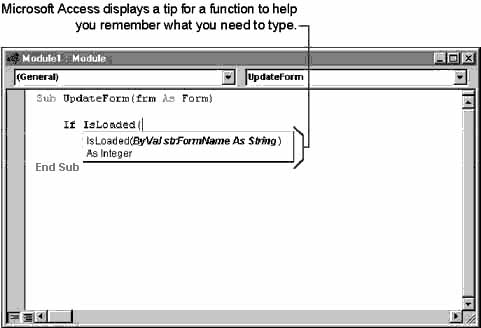 Microsoft Access displays a tip for a function to help
you remember what you need to type.
Module1 : Module
(General)
UpdateForm
Sub UpdateForm(frm As Form)
If IsLoaded(
IsLoaded(ByVal strFormName As String)
As Integer
End Sub